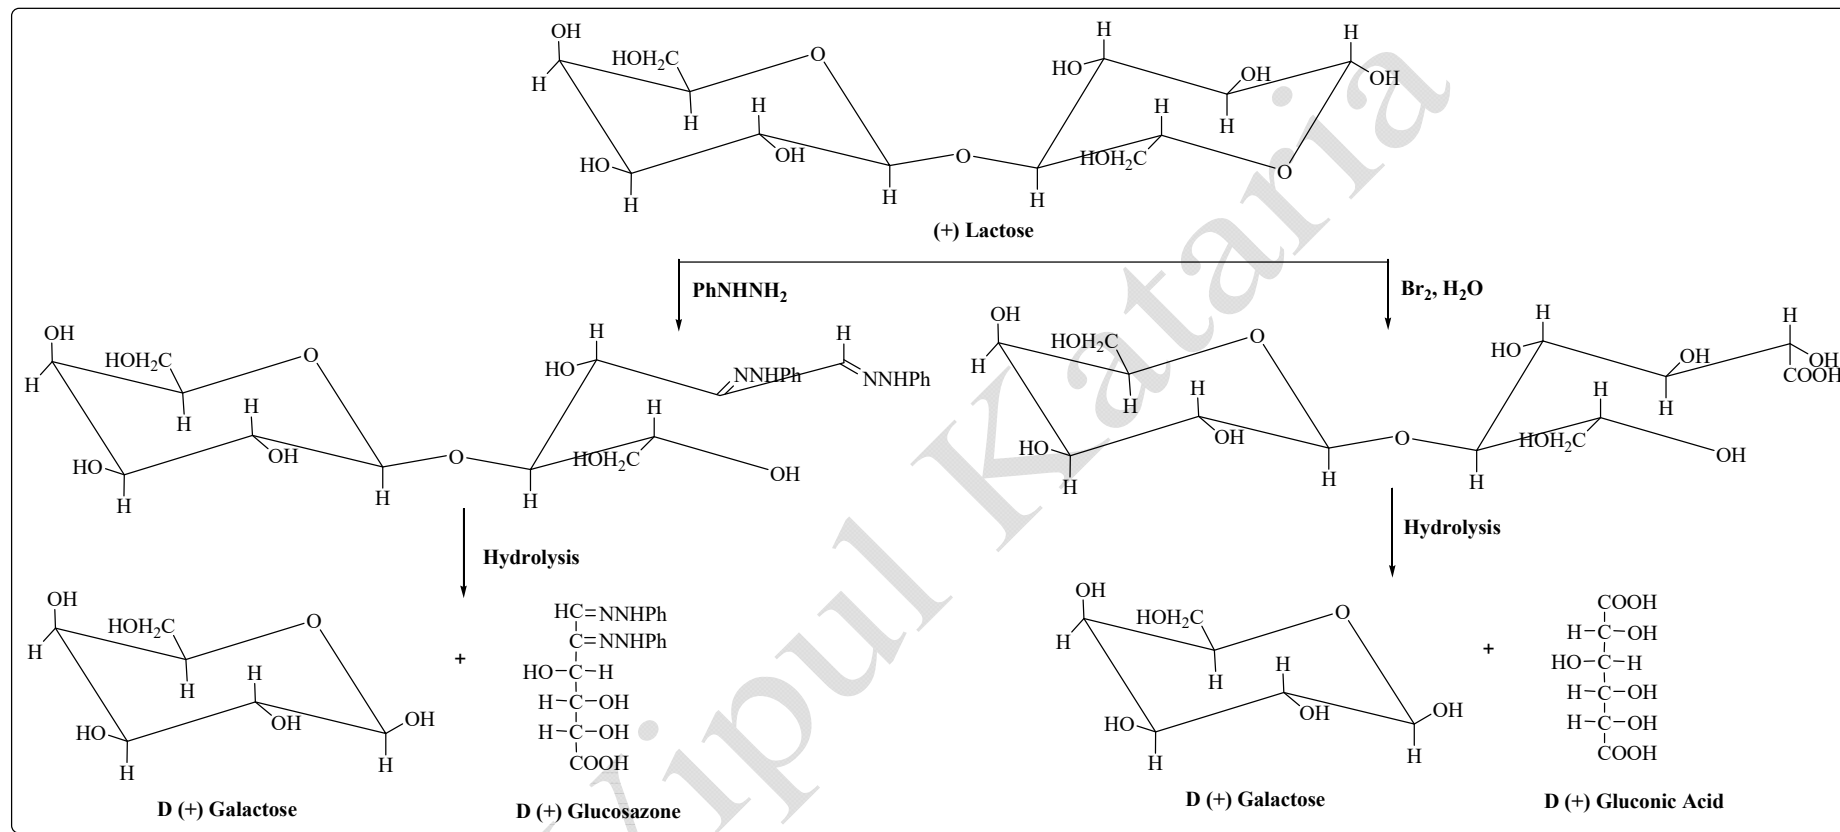 OH
HOH2C
O
H
H
HO
H
H
OH
H
O
H
HO
H
OH
H
H
OH
H
HOH2C
O
H
(+) Lactose
PhNHNH2
Br2, H2O
OH
HOH2C
O
H
H
H
OH
HO
H
H
O
H
HO
H
NNHPh
NNHPh
H
HOH2C
OH
H
OH
HOH2C
O
H
H
H
OH
HO
H
H
O
H
HO
H
OH
H
H
OH
COOH
H
HOH2C
OH
H
Hydrolysis
Hydrolysis
OH
HOH2C
O
H
H
H
OH
HO
H
OH
H
+
HC=NNHPh
C=NNHPh
HO-C-H
H-C-OH
H-C-OH
COOH
OH
HOH2C
O
H
H
H
OH
HO
H
OH
H
+
COOH
H-C-OH
HO-C-H
H-C-OH
H-C-OH
COOH
D (+) Galactose
D (+) Glucosazone
D (+) Galactose
D (+) Gluconic Acid
Vipul Kataria